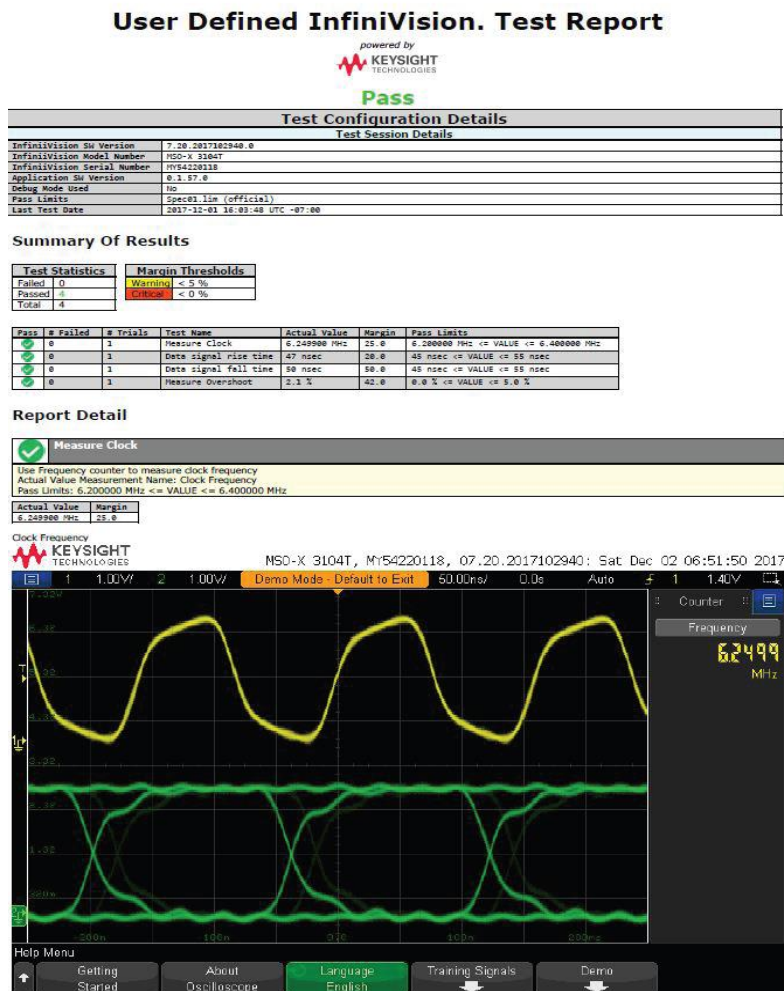 User Defined InfiniVision. Test Report
powered by
KEYSIGHT
TECHNOLOGIES
Pass
Test Configuration Details
Test Session Details
InfiniiVision SW Version 7.20.2017102940.0
InfiniiVision Model Number MSO-X 3104T
InfiniiVision Serial Number MY54220118
Application SW Version 0.1.57.0
Debug Mode Used No
Pass Limits Spec01.lim (official)
Last Test Date 2017-12-01 16:03:48 UTC -07:00
Summary Of Results
Test Statistics
Failed 0
Passed 4
Total 4
Margin Thresholds
Warning < 5 %
Critical < 0 %
Pass # Failed # Trials Test Name Actual Value Margin Pass Limits
0 1 Measure Clock 6.249900 MHz 25.0 6.200000 MHz <= VALUE <= 6.400000 MHz
0 1 Data signal rise time 47 nsec 20.0 45 nsec <= VALUE <= 55 nsec
0 1 Data signal fall time 50 nsec 50.0 45 nsec <= VALUE <= 55 nsec
0 1 Measure Overshoot 2.1 % 42.0 0.0 % <= VALUE <= 5.0 %
Report Detail
Measure Clock
Use Frequency counter to measure clock frequency
Actual Value Measurement Name: Clock Frequency
Pass Limits: 6.200000 MHz <= VALUE <= 6.400000 MHz
Actual Value Margin
6.249900 MHz 25.0
Clock Frequency
KEYSIGHT
TECHNOLOGIES
MSO-X 3104T, MY54220118, 07.20.2017102940: Sat Dec 02 06:51:50 2017
1 1.00V/ 2 1.00V/ Demo Mode - Default to Exit 50.00ns/ 0.0s Auto 1 1.40V
Counter
Frequency
6.2499
MHz
Help Menu
Getting Started
About Oscilloscope
Language English
Training Signals
Demo